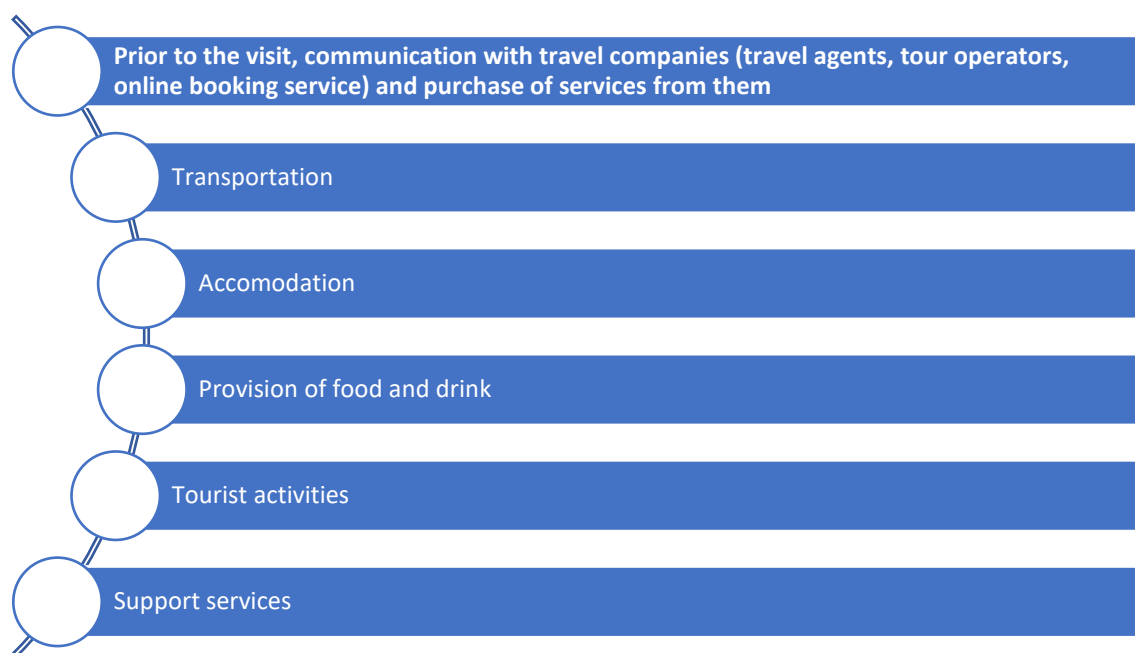 Prior to the visit, communication with travel companies (travel agents, tour operators,
online booking service) and purchase of services from them
Transportation
Accomodation
Provision of food and drink
Tourist activities
Support services